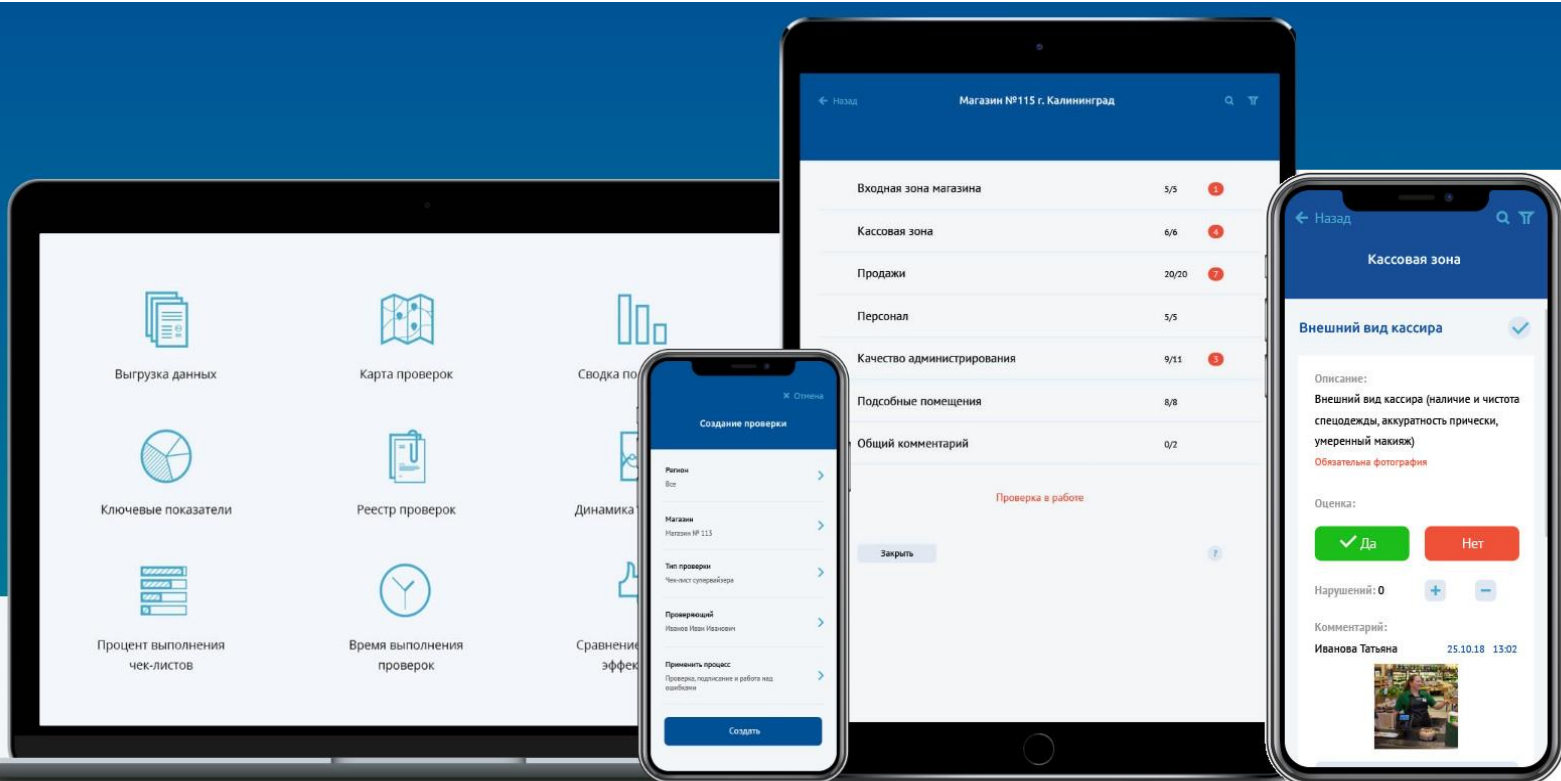 Выгрузка данных
Карта проверок
Сводка по
Ключевые показатели
Реестр проверок
Динамика
Процент выполнения
чек-листов
Время выполнения
проверок
Сравнение
эффек
× Отмена
Создание проверки
Регион
Все
Магазин
Магазин № 113
Тип проверки
Чек-лист супервайзера
Проверяющий
Иванов Иван Иванович
Применить процесс
Проверка, подписание и работа над
ошибками
Создать
← Назад
Магазин №115 г. Калининград
Входная зона магазина 5/5 1
Кассовая зона 6/6 4
Продажи 20/20 7
Персонал 5/5
Качество администрирования 9/11 3
Подсобные помещения 8/8
Общий комментарий 0/2
Проверка в работе
Закрыть ?
← Назад
Кассовая зона
Внешний вид кассира
Описание:
Внешний вид кассира (наличие и чистота
спецодежды, аккуратность прически,
умеренный макияж)
Обязательна фотография
Оценка:
Да Нет
Нарушений: 0 + −
Комментарий:
Иванова Татьяна 25.10.18 13:02